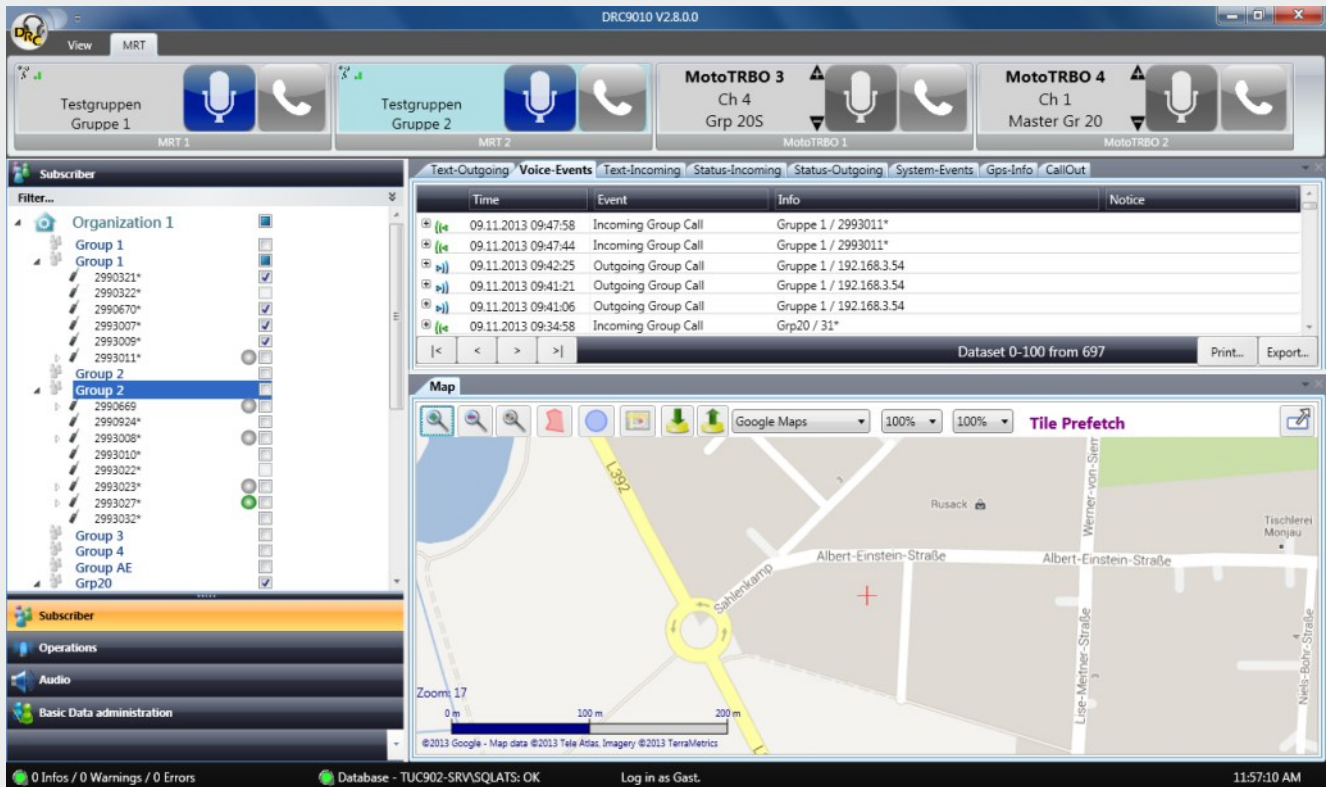 DRC9010 V2.8.0.0
DRC
View MRT
Testgruppen
Gruppe 1
MRT 1
Testgruppen
Gruppe 2
MRT 2
MotoTRBO 3
Ch 4
Grp 20S
MotoTRBO 1
MotoTRBO 4
Ch 1
Master Gr 20
MotoTRBO 2
Subscriber
Filter...
Organization 1
Group 1
Group 1
2990321*
2990322*
2990670*
2993007*
2993009*
2993011*
Group 2
Group 2
2990669
2990924*
2993008*
2993010*
2993022*
2993023*
2993027*
2993032*
Group 3
Group 4
Group AE
Grp20
Subscriber
Operations
Audio
Basic Data administration
Text-Outgoing Voice-Events Text-Incoming Status-Incoming Status-Outgoing System-Events Gps-Info CallOut
Time Event Info Notice
09.11.2013 09:47:58 Incoming Group Call Gruppe 1 / 2993011*
09.11.2013 09:47:44 Incoming Group Call Gruppe 1 / 2993011*
09.11.2013 09:42:25 Outgoing Group Call Gruppe 1 / 192.168.3.54
09.11.2013 09:41:21 Outgoing Group Call Gruppe 1 / 192.168.3.54
09.11.2013 09:41:06 Outgoing Group Call Gruppe 1 / 192.168.3.54
09.11.2013 09:34:58 Incoming Group Call Grp20 / 31*
|< < > >| Dataset 0-100 from 697 Print... Export...
Map
Google Maps 100% 100% Tile Prefetch
L392
Werner-von-Siem
Rusack
Tischlerei
Monjau
Albert-Einstein-Straße
Albert-Einstein-Straße
Sahlenkamp
Lise-Meitner-Straße
Niels-Bohr-Straße
Zoom: 17
0 m 100 m 200 m
©2013 Google - Map data ©2013 Tele Atlas, Imagery ©2013 TerraMetrics
0 Infos / 0 Warnings / 0 Errors Database - TUC902-SRV\SQLATS: OK Log in as Gast. 11:57:10 AM